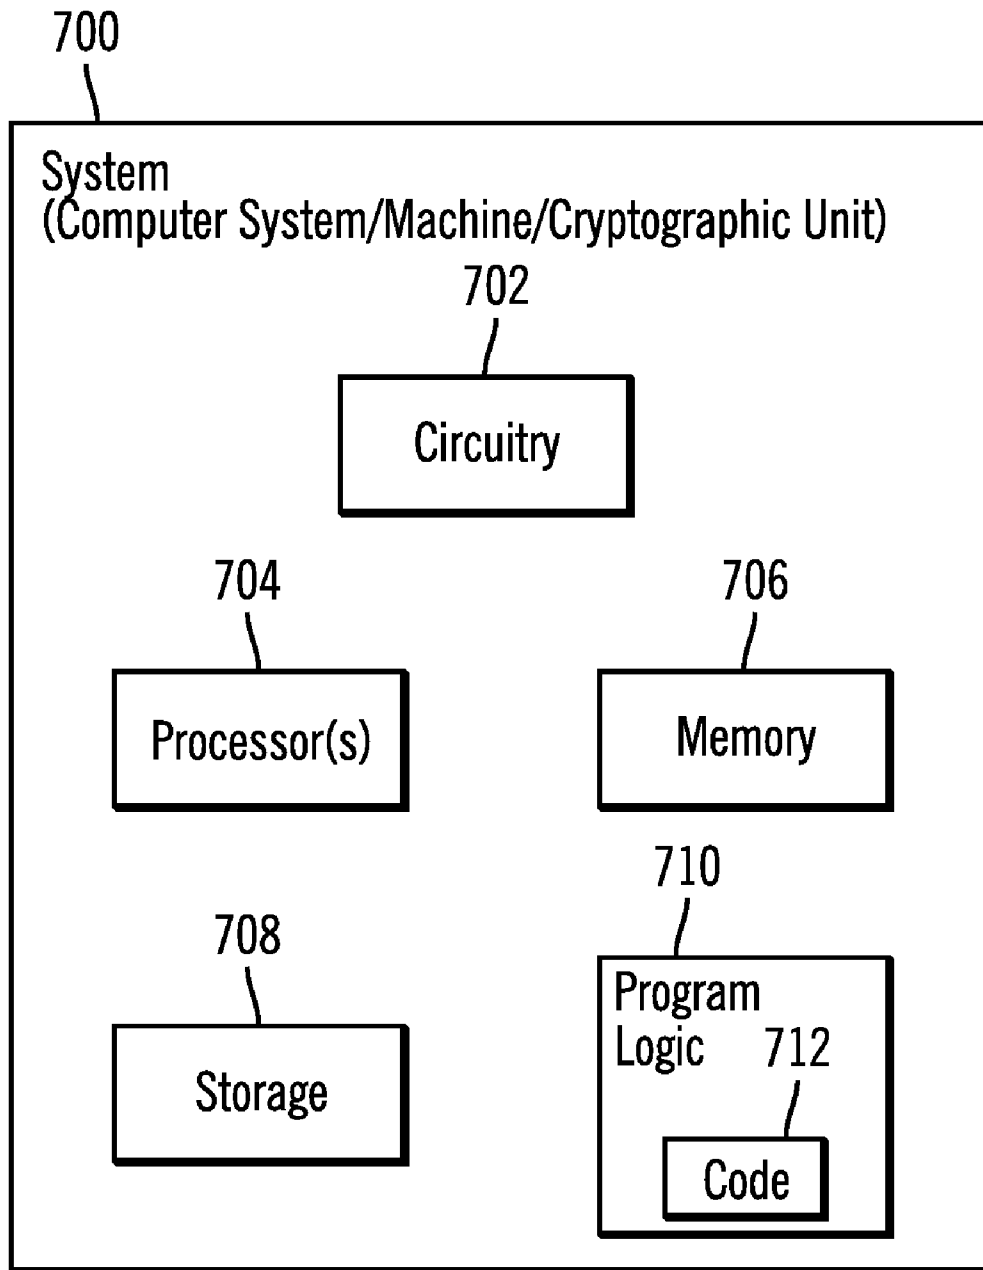 700
System
(Computer System/Machine/Cryptographic Unit)
702
Circuitry
704
Processor(s)
706
Memory
708
Storage
710
Program
Logic
712
Code